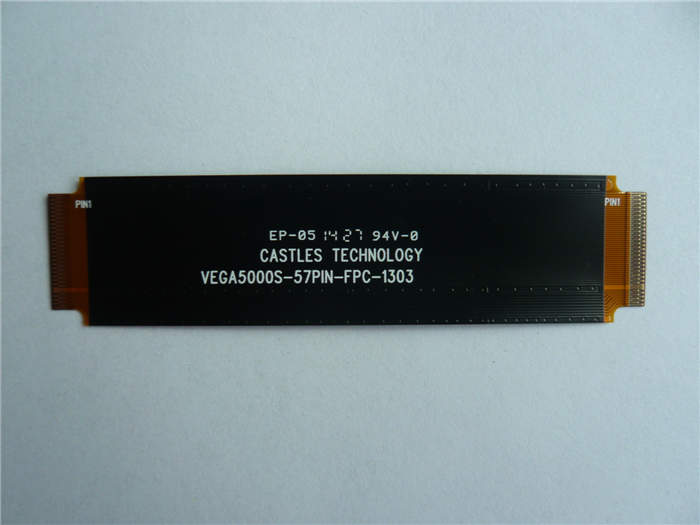 PIN1
PIN1
EP-05 1427 94V-0
CASTLES TECHNOLOGY
VEGA5000S-57PIN-FPC-1303